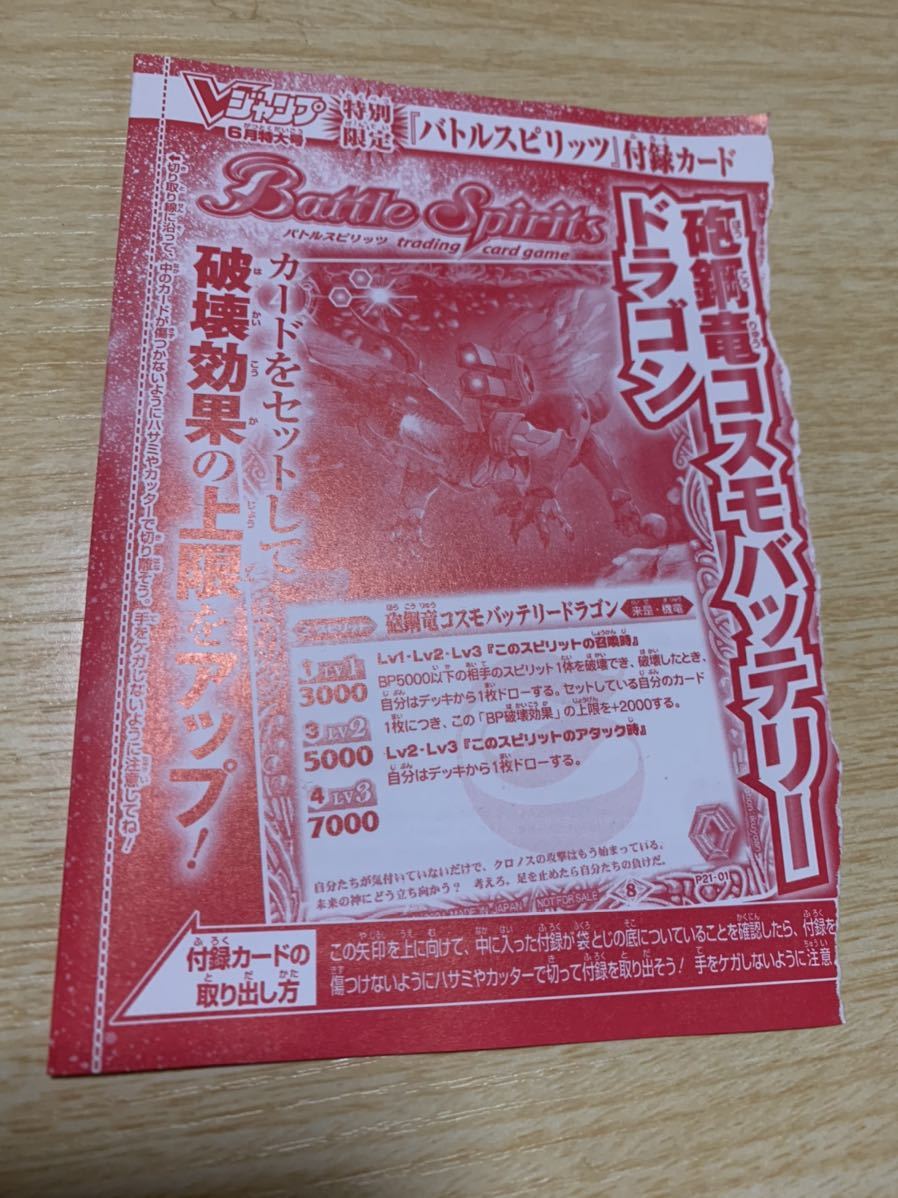 Vジャンプ
6月特大号
特別
限定
『バトルスピリッツ』付録カード
Battle Spirits
バトルスピリッツ trading card game
砲鋼竜コスモバッテリー
ドラゴン
カードをセットして
破壊効果の上限をアップ!
砲鋼竜コスモバッテリードラゴン
来是・機竜
1 LV1
3000
3 LV2
5000
4 LV3
7000
Lv1・Lv2・Lv3『このスピリットの召喚時』
BP5000以下の相手のスピリット1体を破壊でき、破壊したとき、
自分はデッキから1枚ドローする。セットしている自分のカード
1枚につき、この「BP破壊効果」の上限を+2000する。
Lv2・Lv3『このスピリットのアタック時』
自分はデッキから1枚ドローする。
自分たちが気付いていないだけで、クロノスの攻撃はもう始まっている。
未来の神にどう立ち向かう? 考えろ。足を止めたら自分たちの負けだ。
MADE IN JAPAN NOT FOR SALE
8
P21-01
付録カードの
取り出し方
この矢印を上に向けて、中に入った付録が袋とじの底についていることを確認したら、付録を
傷つけないようにハサミやカッターで切って付録を取り出そう! 手をケガしないように注意
切り取り線に沿って、中のカードが傷つかないようにハサミやカッターで切り離そう。手をケガしないように注意してね!